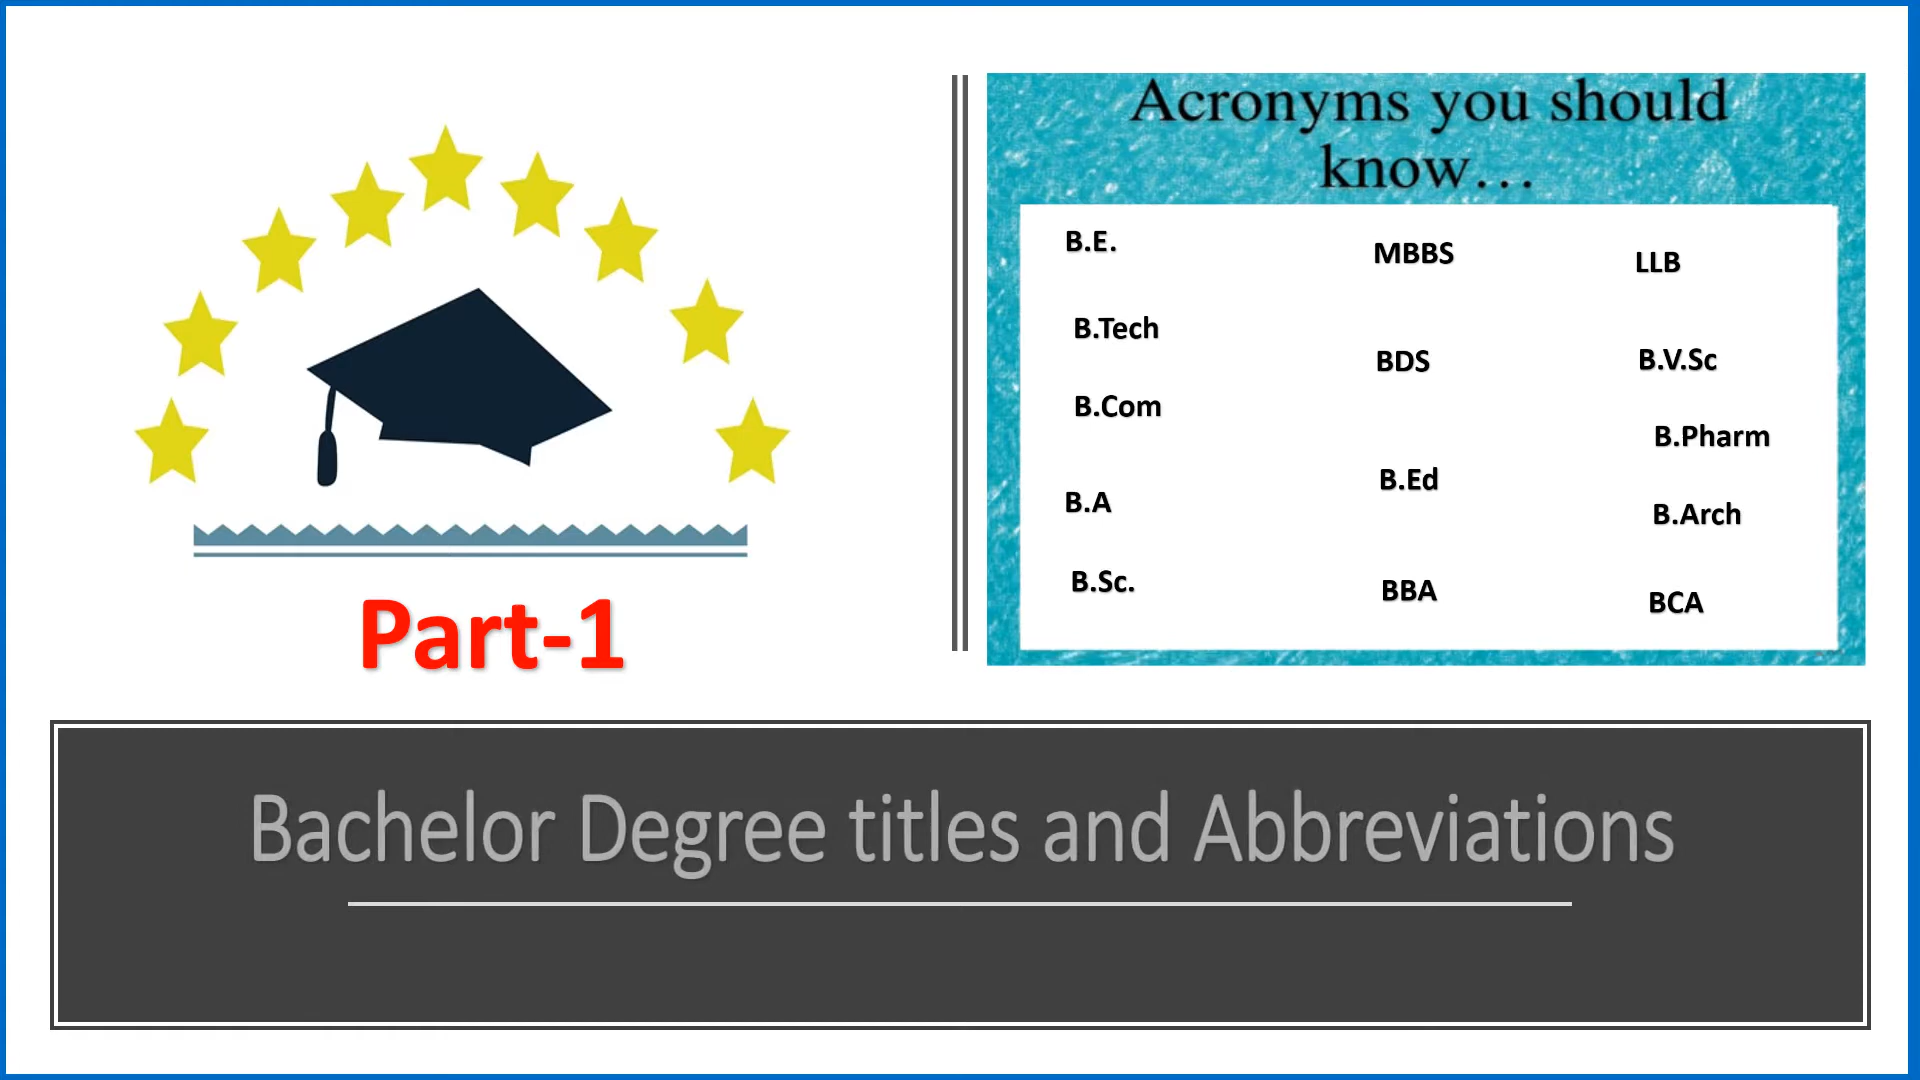 Acronyms you should
know...
B.E.
MBBS
LLB
B.Tech
BDS
B.V.Sc
B.Com
B.Pharm
B.Ed
B.A
B.Arch
B.Sc.
BBA
BCA
Part-1
Bachelor Degree titles and Abbreviations